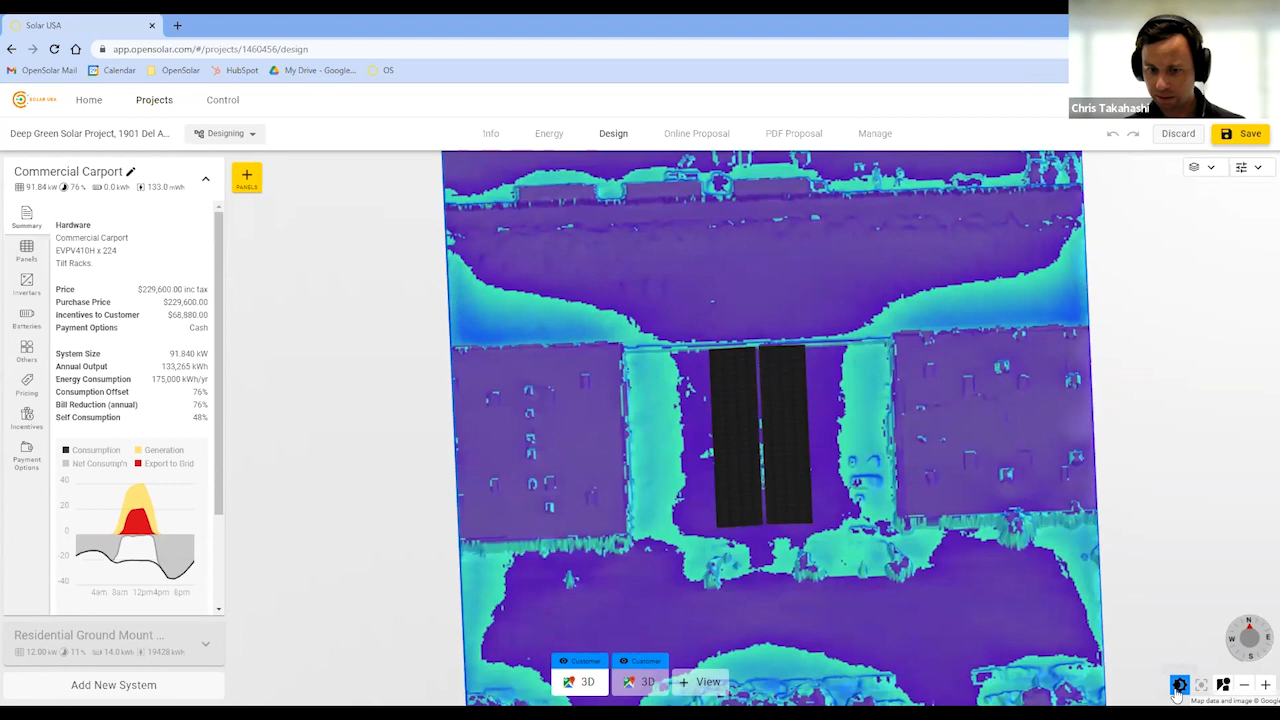 Solar USA
app.opensolar.com/#/projects/1460456/design
OpenSolar Mail
Calendar
OpenSolar
HubSpot
My Drive - Google...
OS
Chris Takahashi
SOLAR USA
Home
Projects
Control
Deep Green Solar Project, 1901 Del A...
Designing
Info
Energy
Design
Online Proposal
PDF Proposal
Manage
Discard
Save
Commercial Carport
91.84 kW 76% 0.0 kWh 133.0 mWh
PANELS
Summary
Panels
Inverters
Batteries
Others
Pricing
Incentives
Payment
Options
Hardware
Commercial Carport
EVPV410H x 224
Tilt Racks.
Price $229,600.00 inc tax
Purchase Price $229,600.00
Incentives to Customer $68,980.00
Payment Options Cash
System Size 91.840 kW
Annual Output 133,265 kWh
Energy Consumption 175,000 kWh/yr
Consumption Offset 76%
Bill Reduction (annual) 76%
Self Consumption 48%
Consumption Generation
Net Consump'n Export to Grid
40
20
0
-20
-40
4am 8am 12pm 4pm 8pm
Residential Ground Mount ...
12.00 kW 11% 14.0 kWh 19428 kWh
Add New System
Customer
3D
Customer
3D
+ View
N
W E
S
Map data and image © Google